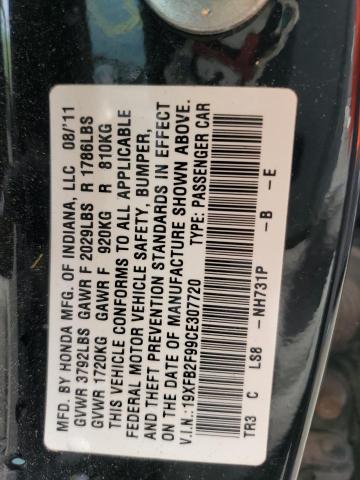 MFD. BY HONDA MFG. OF INDIANA, LLC 08/'11
GVWR 3792LBS GAWR F 2029LBS R 1786LBS
GVWR 1720KG GAWR F 920KG R 810KG
THIS VEHICLE CONFORMS TO ALL APPLICABLE
FEDERAL MOTOR VEHICLE SAFETY, BUMPER,
AND THEFT PREVENTION STANDARDS IN EFFECT
ON THE DATE OF MANUFACTURE SHOWN ABOVE.
V.I.N.:19XFB2F99CE307720 TYPE: PASSENGER CAR
TR3 C LS8 -NH731P -B -E